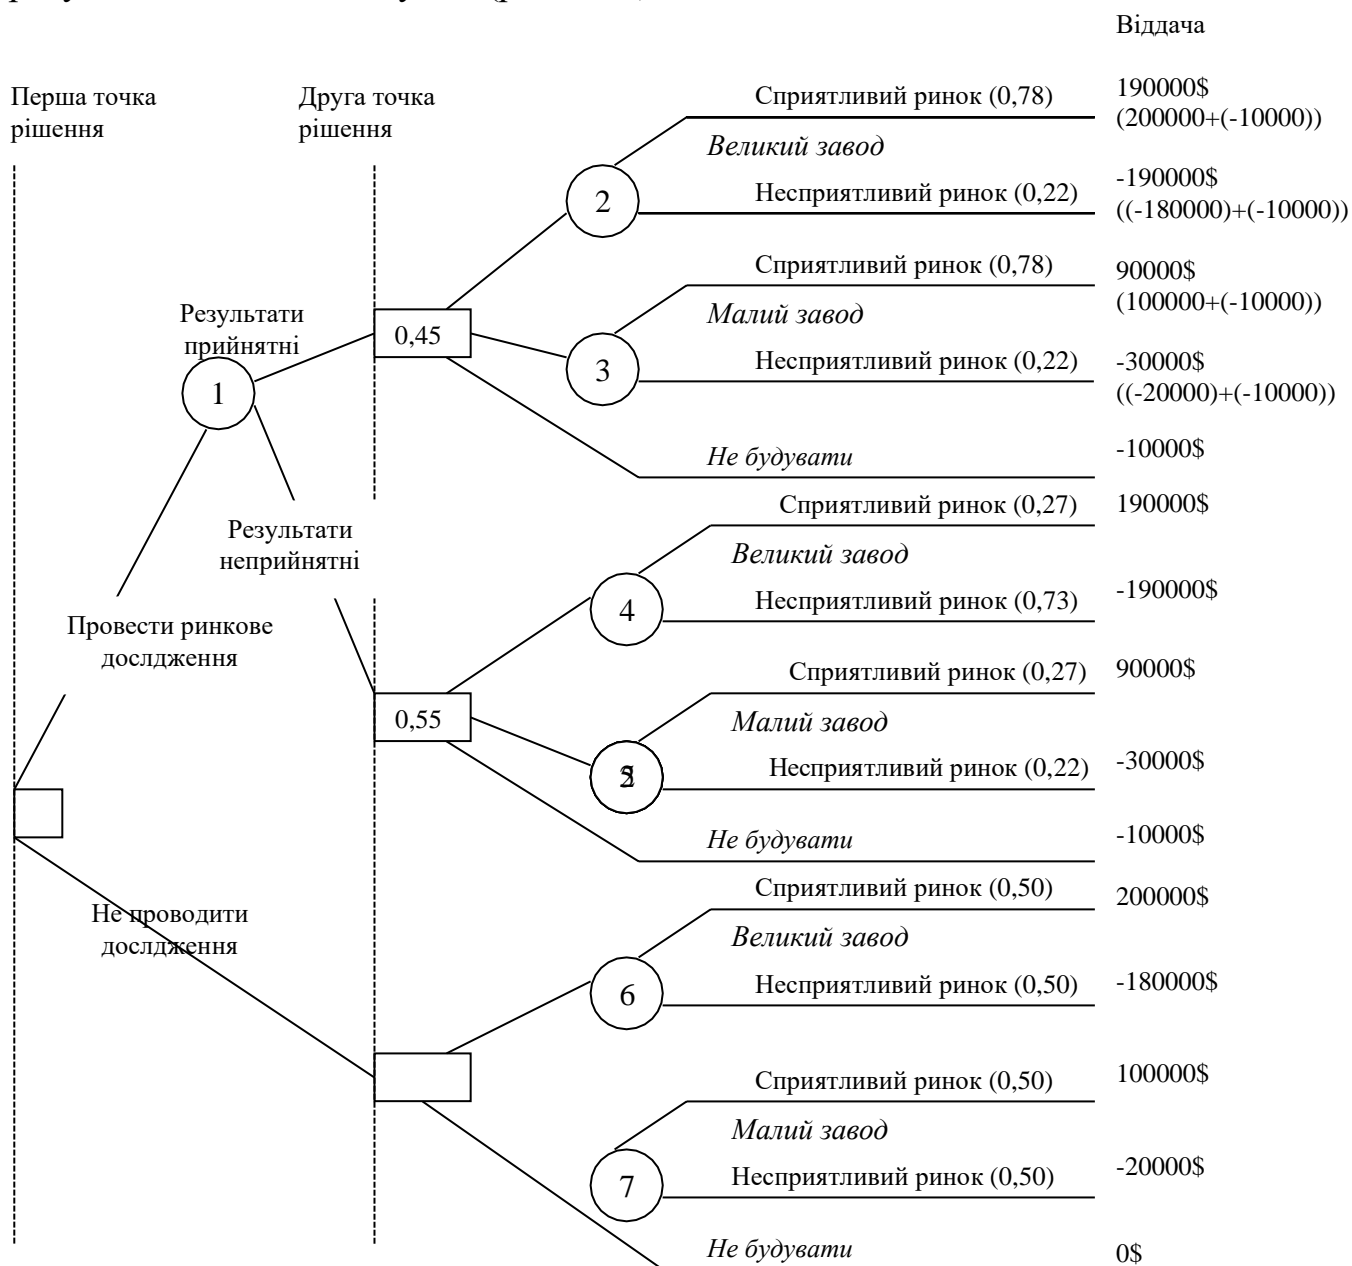 Віддача
Перша точка
рішення
Друга точка
рішення
Сприятливий ринок (0,78)
190000$
(200000+(-10000))
Великий завод
2
Несприятливий ринок (0,22)
-190000$
((-180000)+(-10000))
Сприятливий ринок (0,78)
90000$
(100000+(-10000))
Результати
прийнятні
0,45
Малий завод
3
Несприятливий ринок (0,22)
-30000$
((-20000)+(-10000))
1
Не будувати
-10000$
Сприятливий ринок (0,27)
190000$
Результати
неприйнятні
Великий завод
4
Несприятливий ринок (0,73)
-190000$
Провести ринкове
дослдження
Сприятливий ринок (0,27)
90000$
0,55
Малий завод
Несприятливий ринок (0,22)
-30000$
Не будувати
-10000$
Сприятливий ринок (0,50)
200000$
Не проводити
дослдження
Великий завод
6
Несприятливий ринок (0,50)
-180000$
Сприятливий ринок (0,50)
100000$
Малий завод
7
Несприятливий ринок (0,50)
-20000$
Не будувати
0$